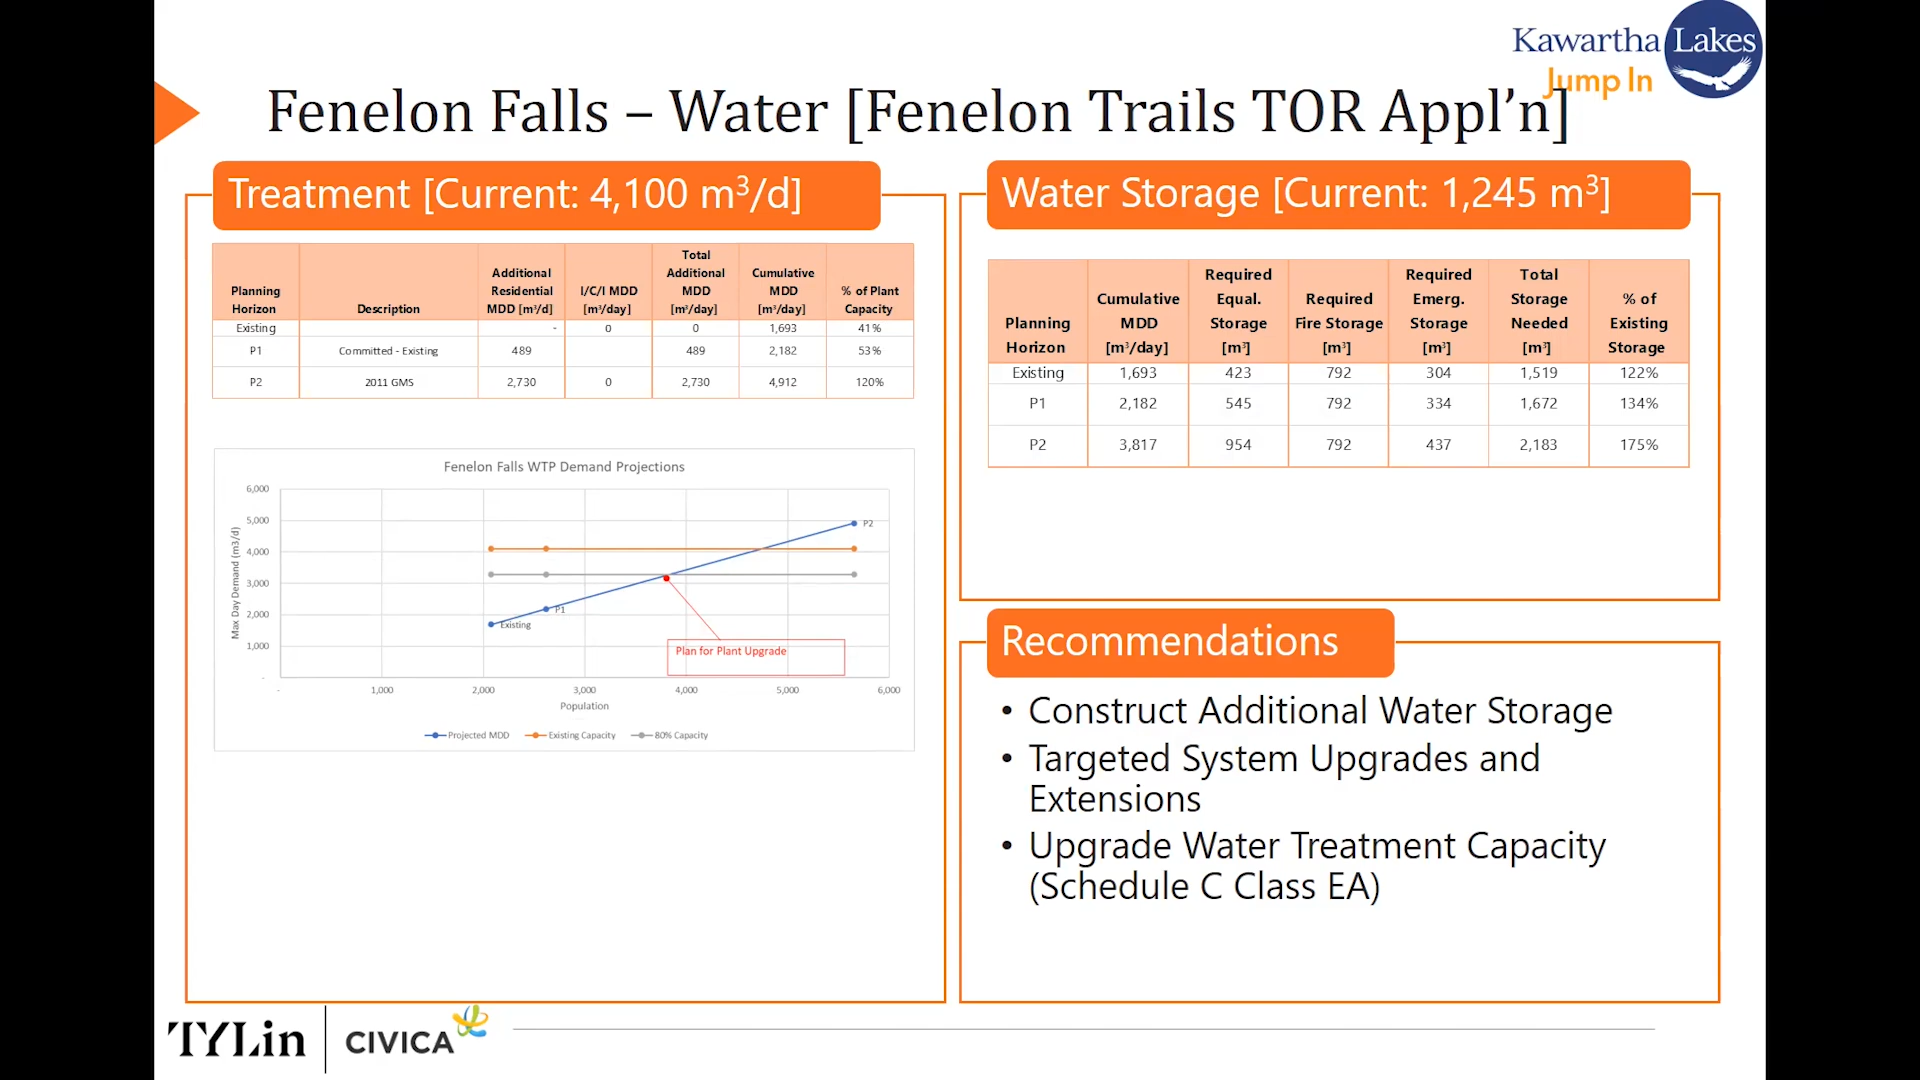 Kawartha Lakes
Jump In
Fenelon Falls – Water [Fenelon Trails TOR Appl’n]
Treatment [Current: 4,100 m³/d]
Planning Horizon | Description | Additional Residential MDD [m³/d] | I/C/I MDD [m³/day] | Total Additional MDD [m³/day] | Cumulative MDD [m³/day] | % of Plant Capacity
Existing - 0 0 1,693 41%
P1 Committed - Existing 489 489 2,182 53%
P2 2011 GMS 2,730 0 2,730 4,912 120%
Fenelon Falls WTP Demand Projections
6,000
5,000
4,000
3,000
2,000
1,000
-
Max Day Demand (m3/d)
P2
P1
Existing
Plan for Plant Upgrade
- 1,000 2,000 3,000 4,000 5,000 6,000
Population
Projected MDD Existing Capacity 80% Capacity
Water Storage [Current: 1,245 m³]
Planning Horizon | Cumulative MDD [m³/day] | Required Equal. Storage [m³] | Required Fire Storage [m³] | Required Emerg. Storage [m³] | Total Storage Needed [m³] | % of Existing Storage
Existing 1,693 423 792 304 1,519 122%
P1 2,182 545 792 334 1,672 134%
P2 3,817 954 792 437 2,183 175%
Recommendations
• Construct Additional Water Storage
• Targeted System Upgrades and
Extensions
• Upgrade Water Treatment Capacity
(Schedule C Class EA)
TYLin
CIVICA